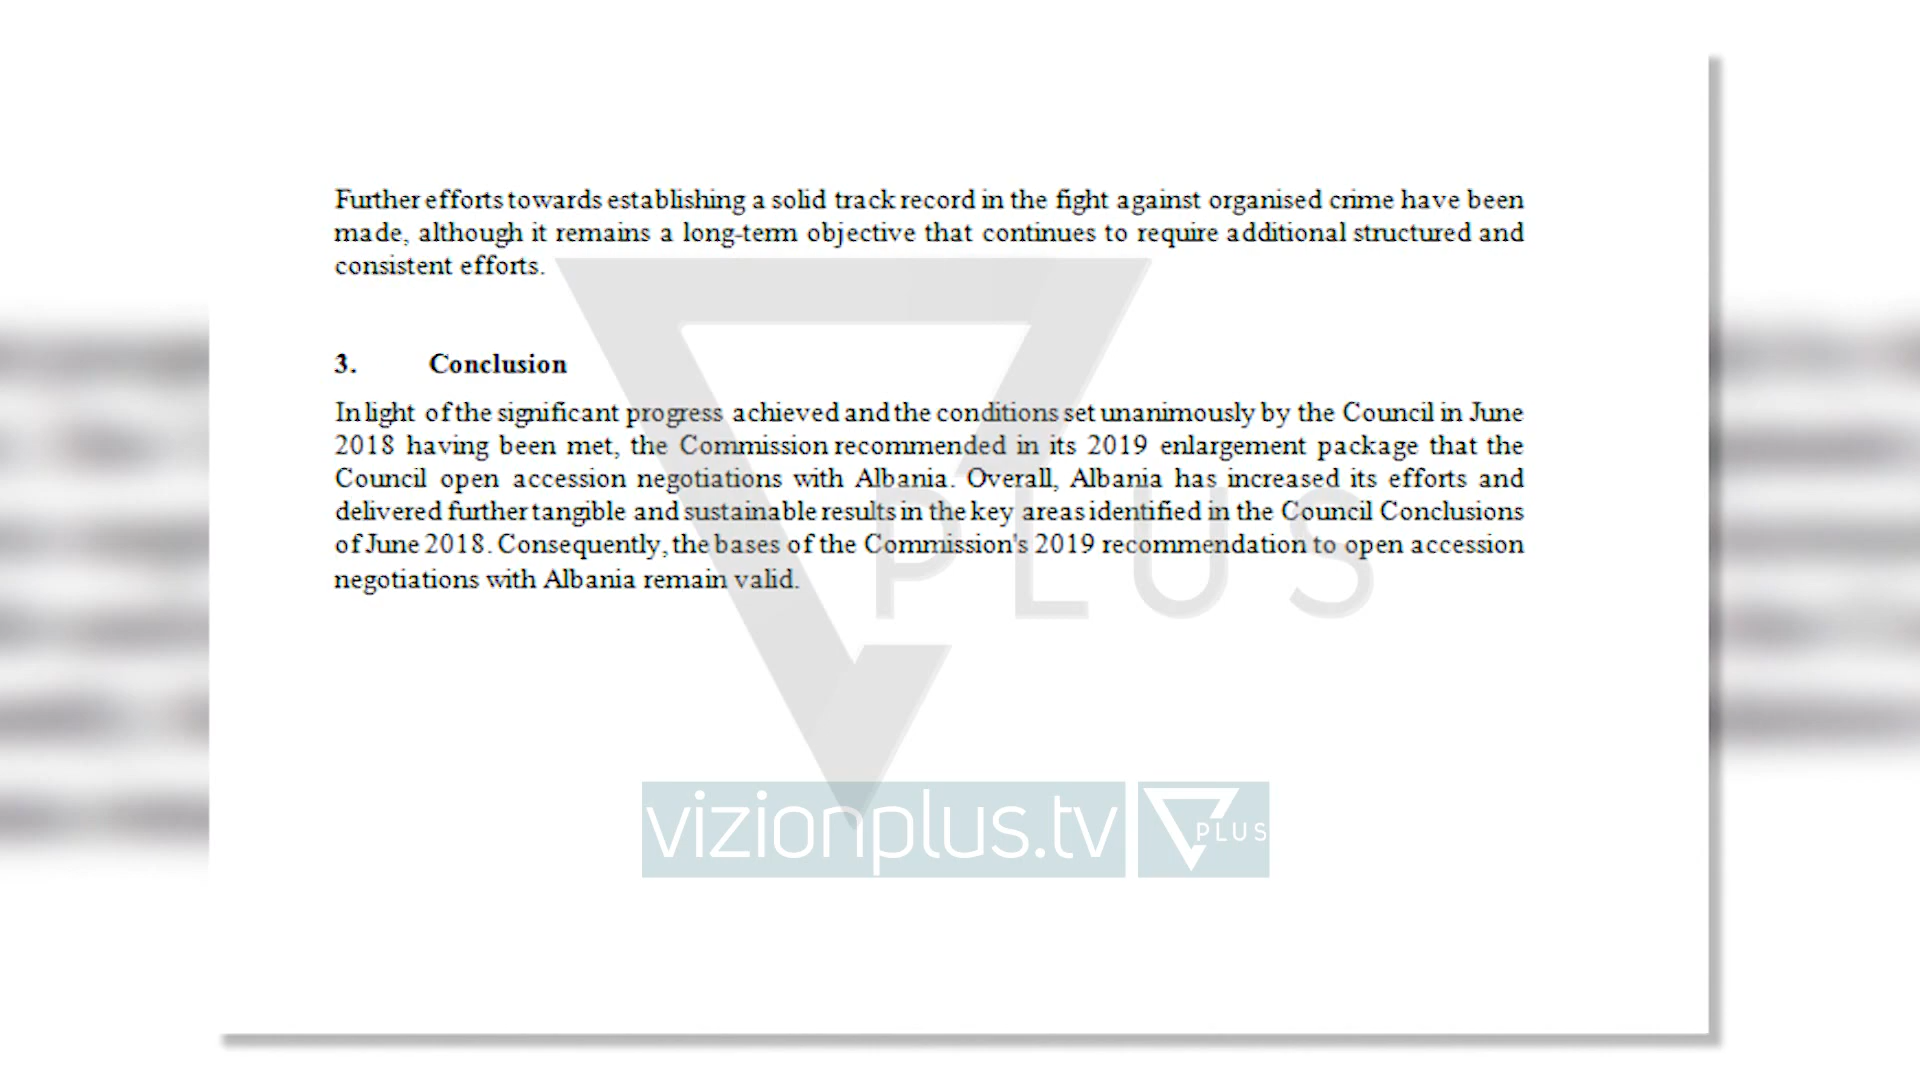 Further efforts towards establishing a solid track record in the fight against organised crime have been
made, although it remains a long-term objective that continues to require additional structured and
consistent efforts.
3. Conclusion
In light of the significant progress achieved and the conditions set unanimously by the Council in June
2018 having been met, the Commission recommended in its 2019 enlargement package that the
Council open accession negotiations with Albania. Overall, Albania has increased its efforts and
delivered further tangible and sustainable results in the key areas identified in the Council Conclusions
of June 2018. Consequently, the bases of the Commission's 2019 recommendation to open accession
negotiations with Albania remain valid.
PLUS
vizionplus.tv PLUS